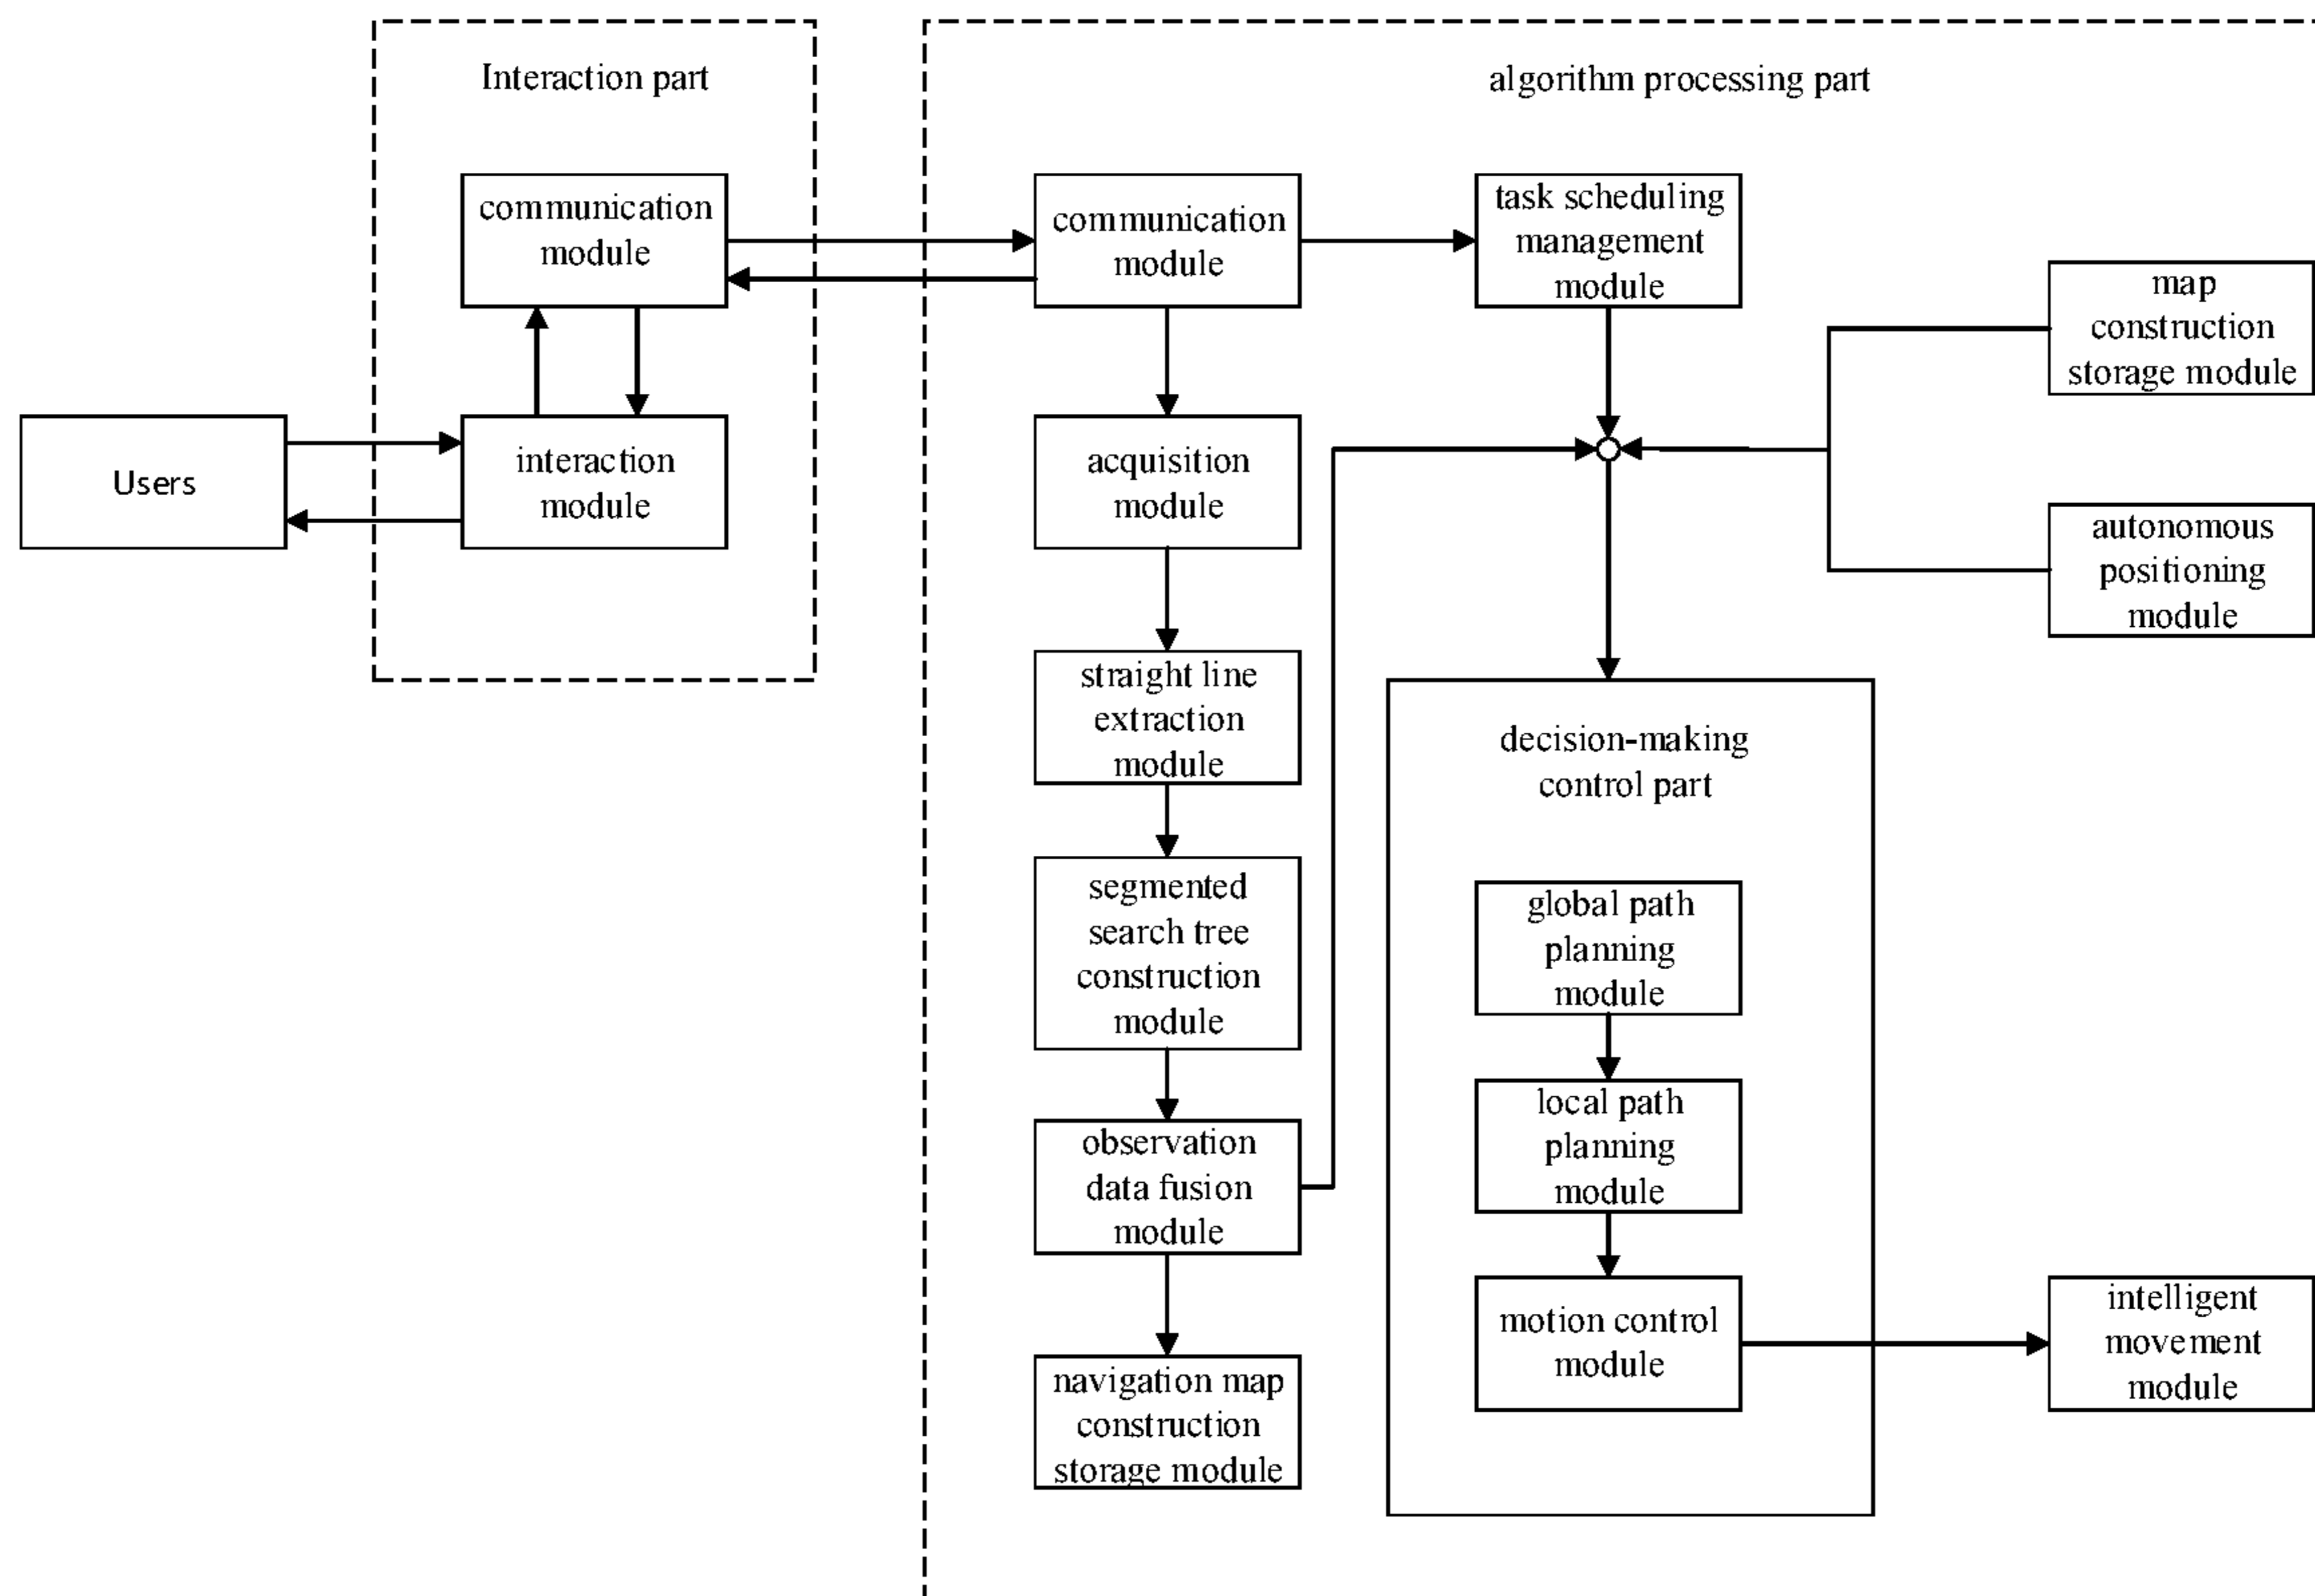 Interaction part
algorithm processing part
communication
module
communication
module
task scheduling
management
module
map
construction
storage module
Users
interaction
module
acquisition
module
autonomous
positioning
module
straight line
extraction
module
decision-making
control part
segmented
search tree
construction
module
global path
planning
module
observation
data fusion
module
local path
planning
module
navigation map
construction
storage module
motion control
module
intelligent
movement
module